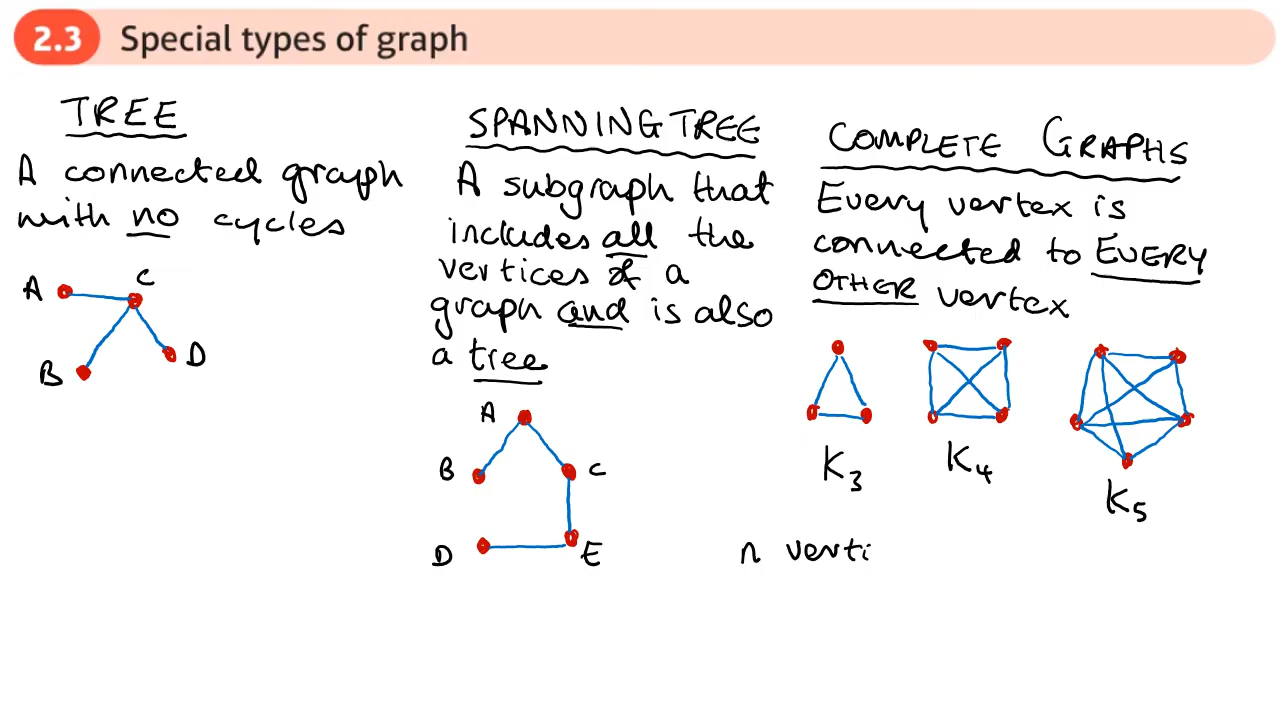 2.3 Special types of graph
TREE
A connected graph
with no cycles
A
C
B
D
SPANNING TREE
A subgraph that
includes all the
vertices of a
graph and is also
a tree
A
B
C
D
E
COMPLETE GRAPHS
Every vertex is
connected to EVERY
OTHER vertex
K3
K4
K5
n verti